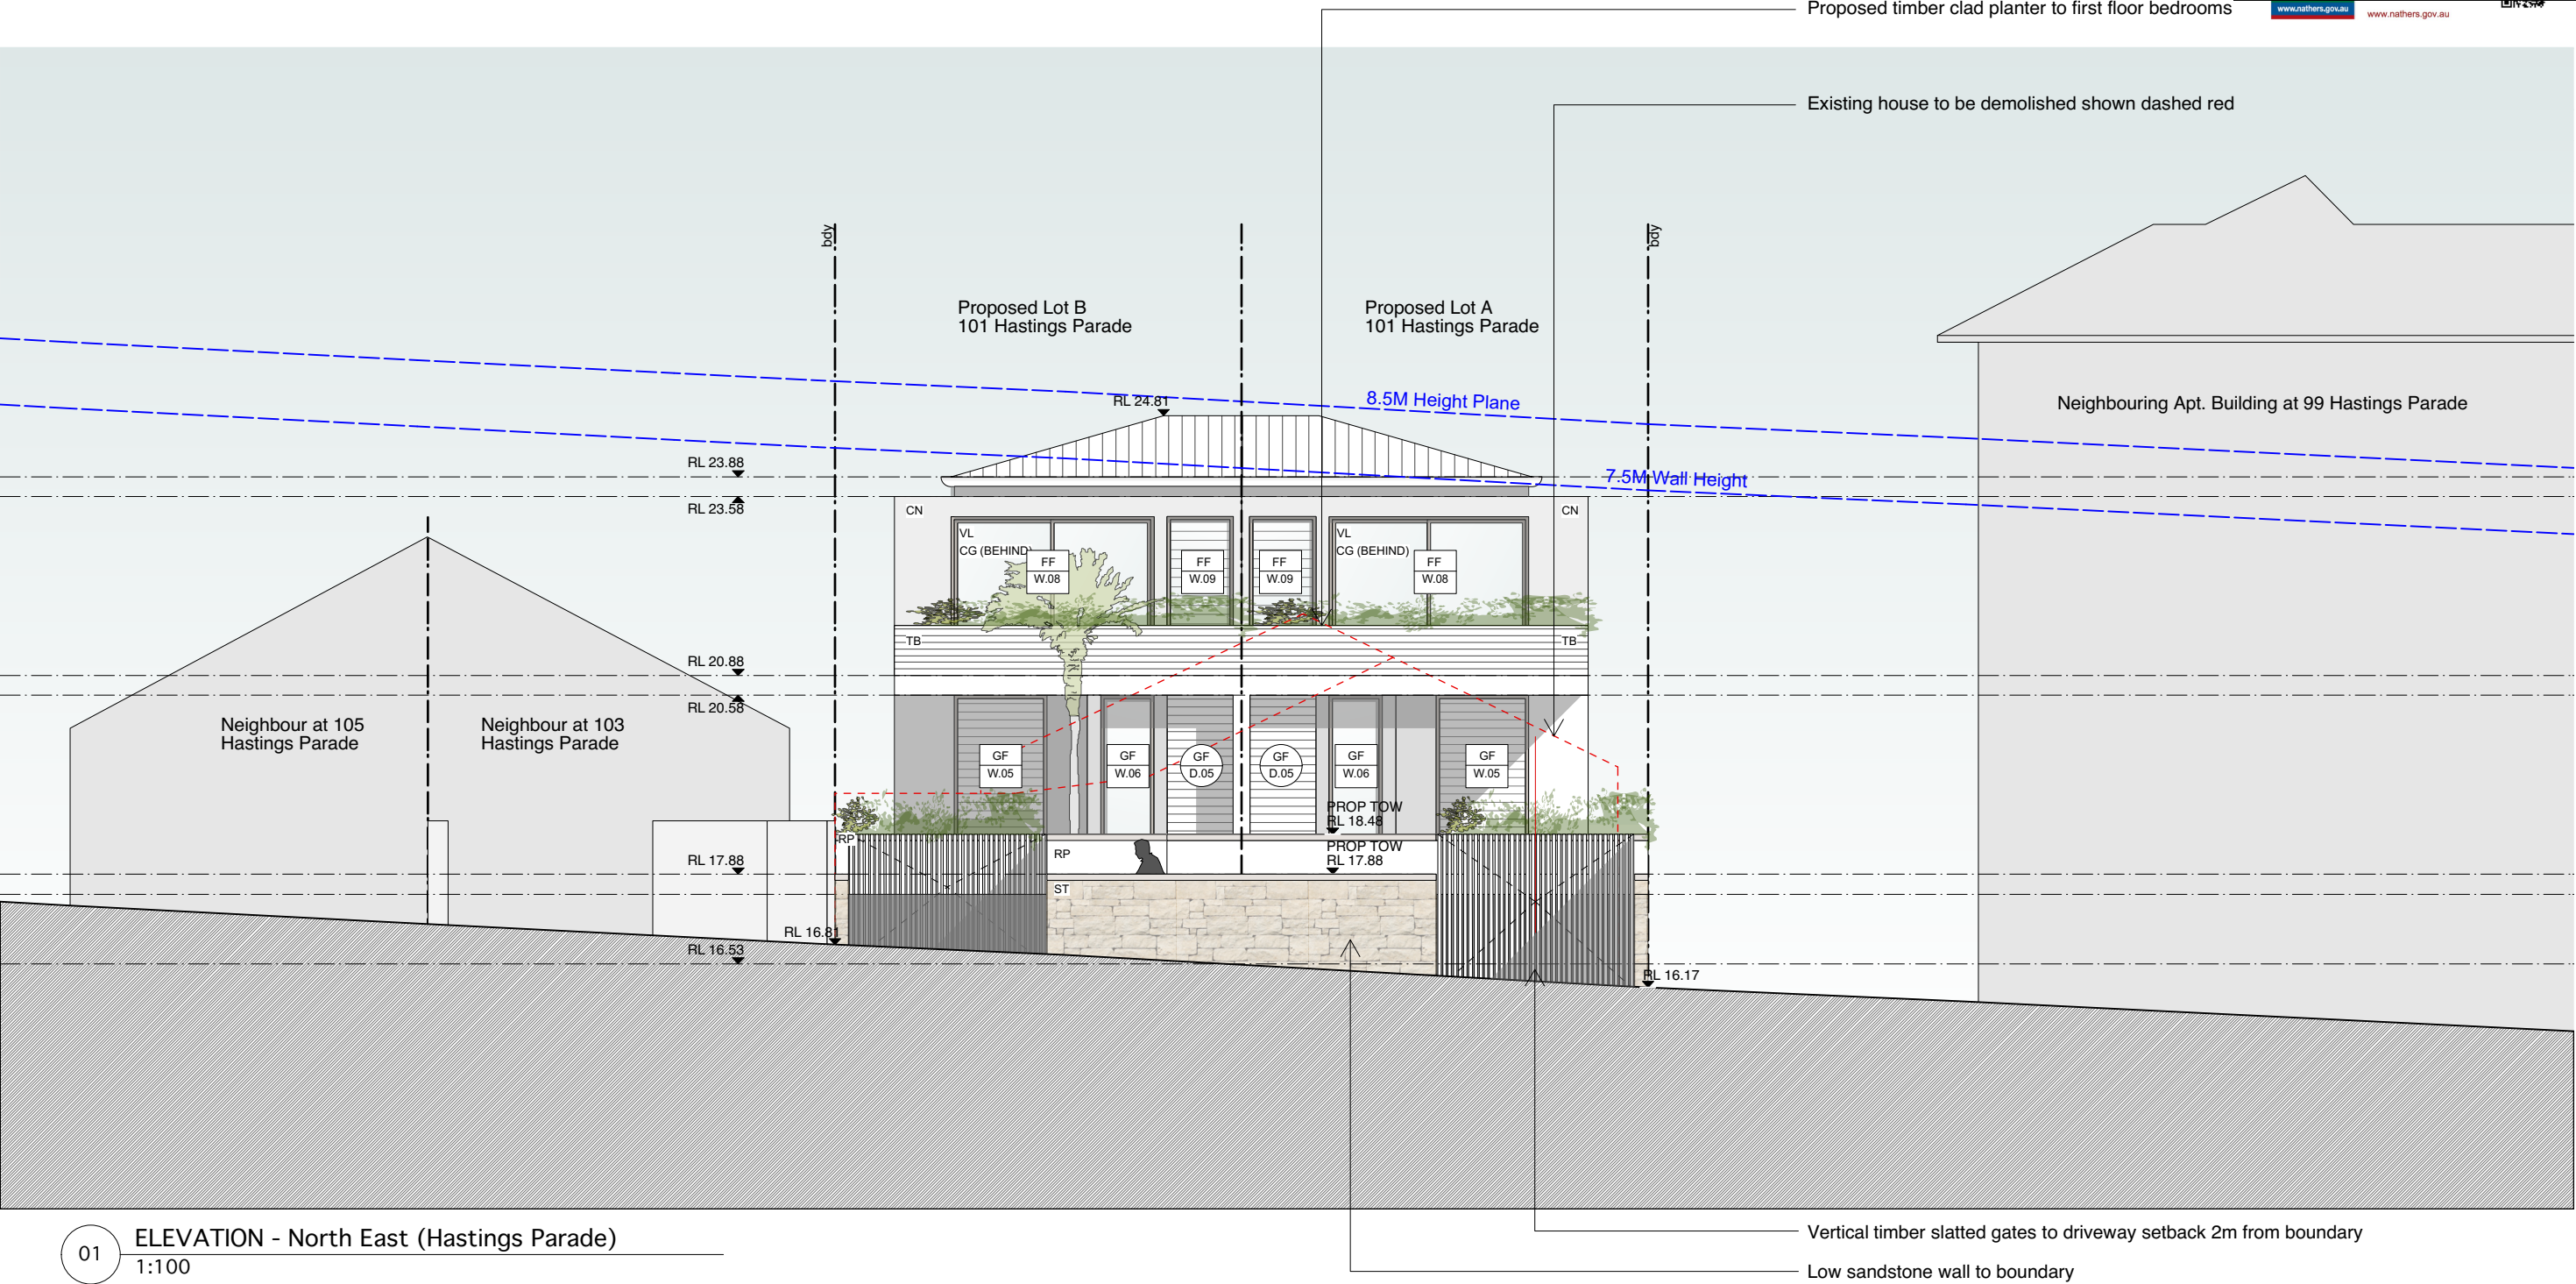 Proposed timber clad planter to first floor bedrooms
www.nathers.gov.au
www.nathers.gov.au
Existing house to be demolished shown dashed red
bdy
bdy
Proposed Lot B
101 Hastings Parade
Proposed Lot A
101 Hastings Parade
RL 24.81
8.5M Height Plane
Neighbouring Apt. Building at 99 Hastings Parade
RL 23.88
7.5M Wall Height
RL 23.58
CN
CN
VL
CG (BEHIND)
VL
CG (BEHIND)
FF
W.08
FF
W.09
FF
W.09
FF
W.08
TB
TB
RL 20.88
RL 20.58
Neighbour at 105
Hastings Parade
Neighbour at 103
Hastings Parade
GF
W.05
GF
W.06
GF
D.05
GF
D.05
GF
W.06
GF
W.05
PROP TOW
RL 18.48
RP
RP
PROP TOW
RL 17.88
RL 17.88
ST
RL 16.81
RL 16.53
RL 16.17
01
ELEVATION - North East (Hastings Parade)
1:100
Vertical timber slatted gates to driveway setback 2m from boundary
Low sandstone wall to boundary